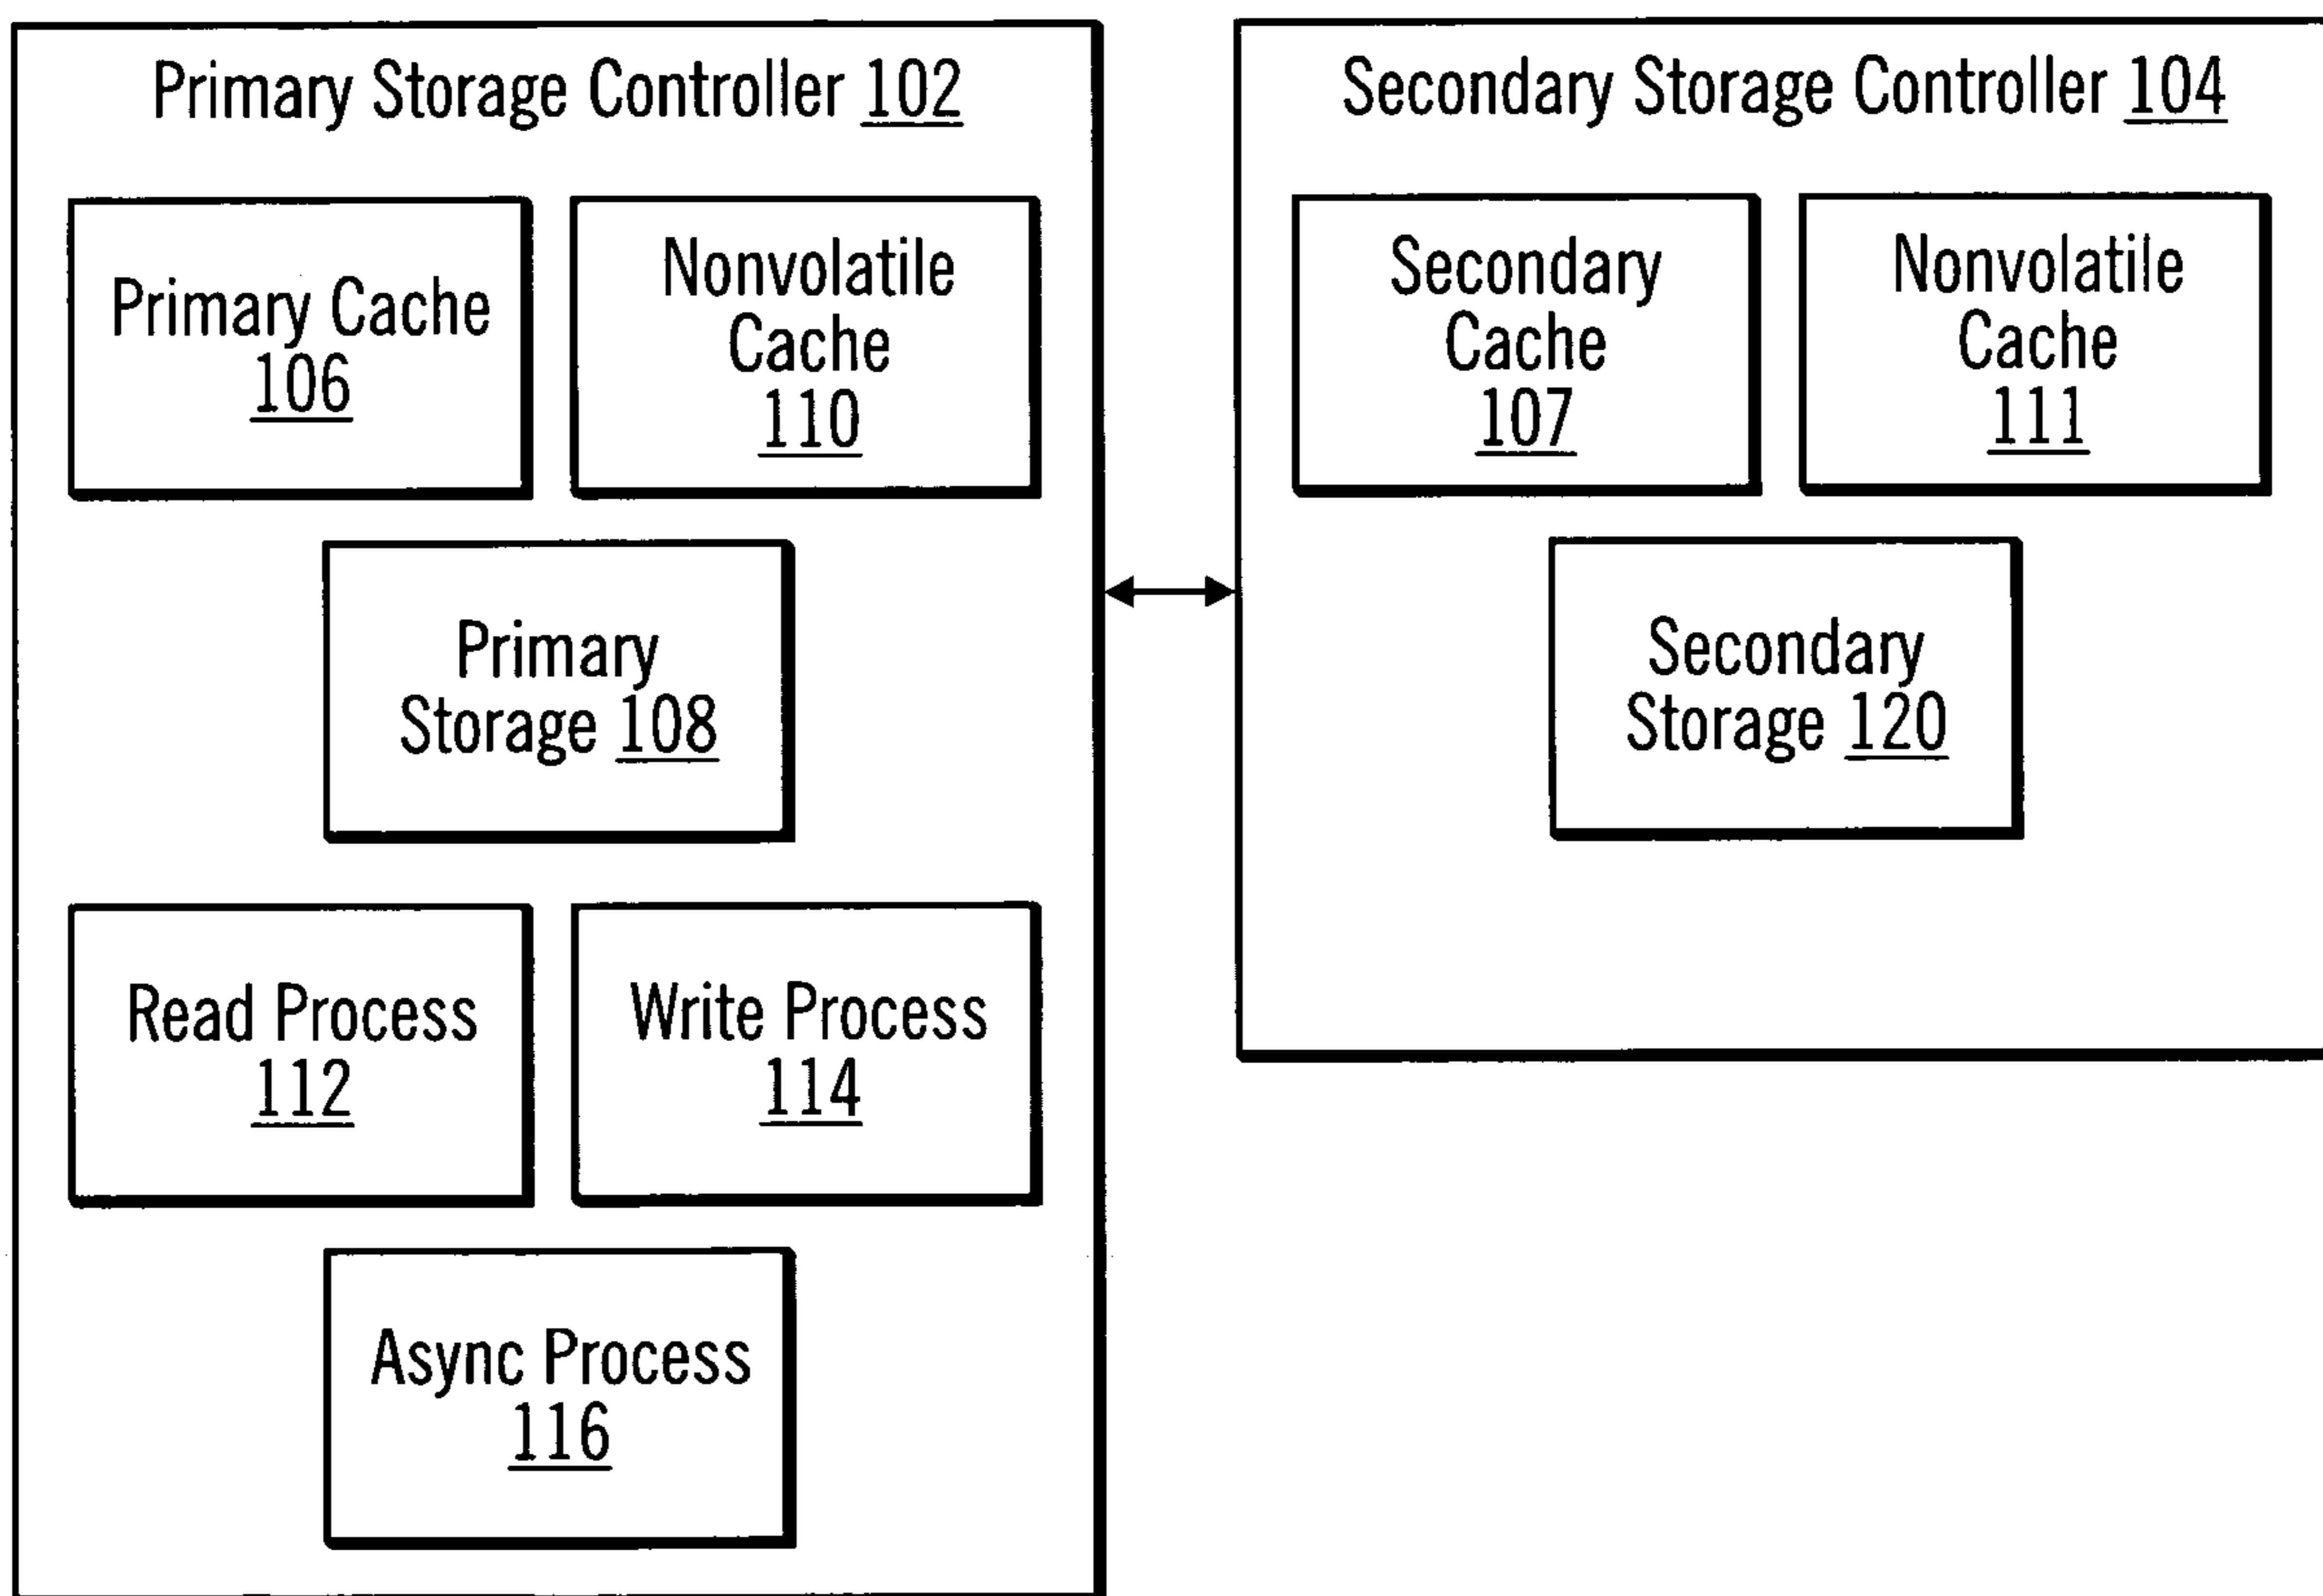 Primary Storage Controller 102
Primary Cache
106
Nonvolatile
Cache
110
Primary
Storage 108
Read Process
112
Write Process
114
Async Process
116
Secondary Storage Controller 104
Secondary
Cache
107
Nonvolatile
Cache
111
Secondary
Storage 120